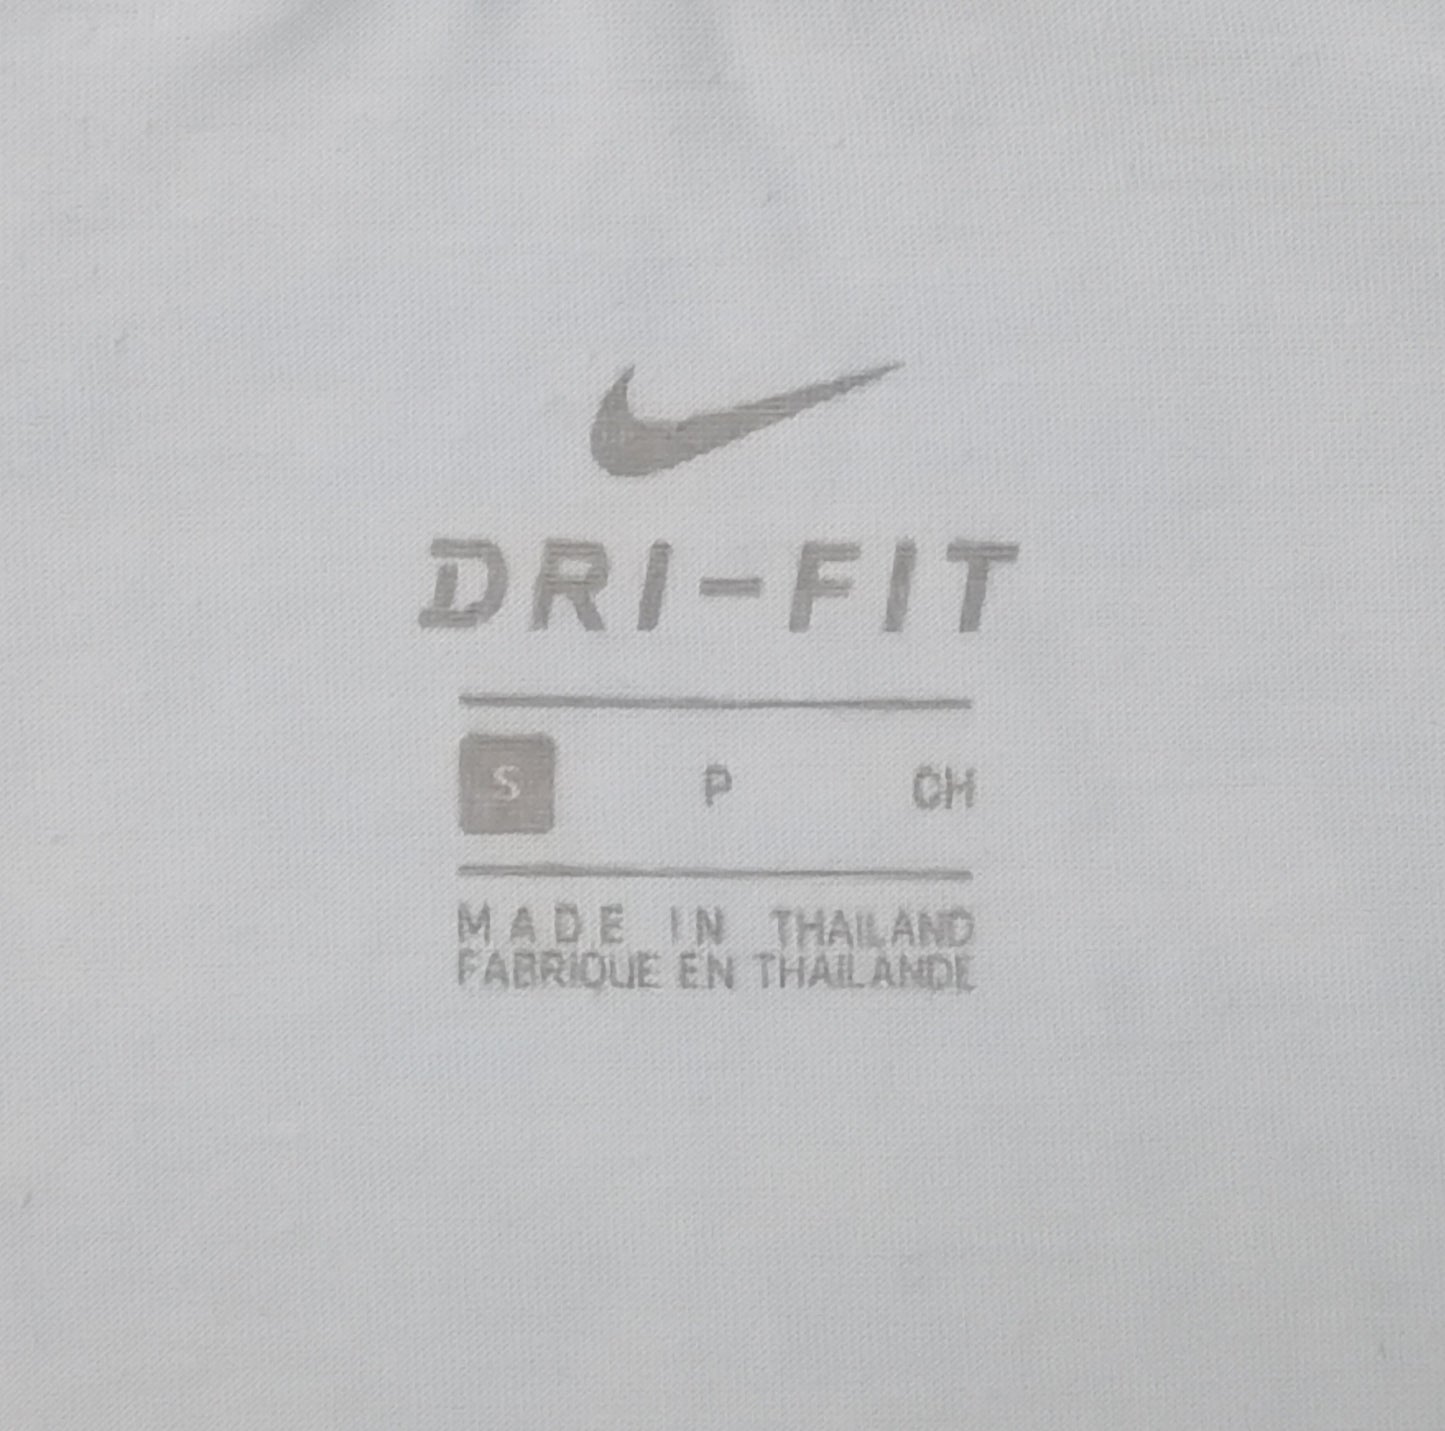 DRI-FIT
S P CH
MADE IN THAILAND
FABRIQUE EN THAILANDE